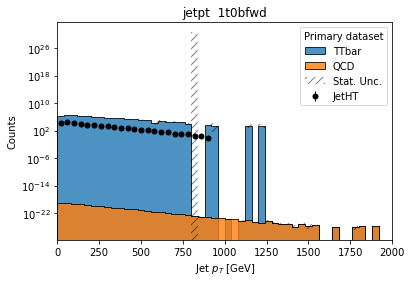 jetpt 1t0bfwd
Primary dataset
TTbar
QCD
Stat. Unc.
JetHT
Counts
10^26
10^18
10^10
10^2
10^−6
10^−14
10^−22
0 250 500 750 1000 1250 1500 1750 2000
Jet p_T [GeV]